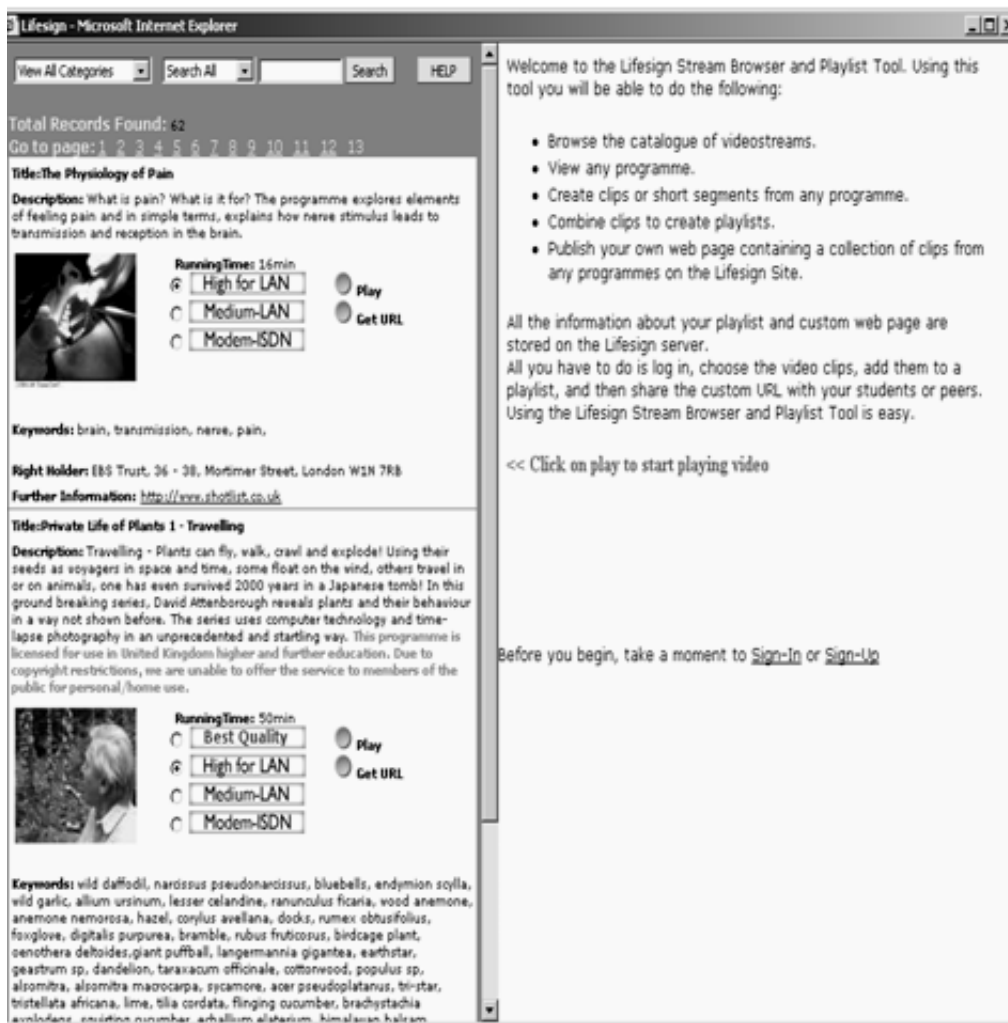 Lifesign - Microsoft Internet Explorer
View All Categories Search All Search HELP
Total Records Found: 62
Go to page: 1 2 3 4 5 6 7 8 9 10 11 12 13
Title:The Physiology of Pain
Description: What is pain? What is it for? The programme explores elements
of feeling pain and in simple terms, explains how nerve stimulus leads to
transmission and reception in the brain.
RunningTime: 16min
High for LAN
Play
Medium-LAN
Get URL
Modem-ISDN
Keywords: brain, transmission, nerve, pain,
Right Holder: EBS Trust, 36 - 38, Mortimer Street, London W1N 7RB
Further Information: http://www.shotlist.co.uk
Title:Private Life of Plants 1 - Travelling
Description: Travelling - Plants can fly, walk, crawl and explode! Using their
seeds as voyagers in space and time, some float on the wind, others travel in
or on animals, one has even survived 2000 years in a Japanese tomb! In this
ground breaking series, David Attenborough reveals plants and their behaviour
in a way not shown before. The series uses computer technology and time-
lapse photography in an unprecedented and startling way. This programme is
licensed for use in United Kingdom higher and further education. Due to
copyright restrictions, we are unable to offer the service to members of the
public for personal/home use.
RunningTime: 50min
Best Quality
Play
High for LAN
Get URL
Medium-LAN
Modem-ISDN
Keywords: wild daffodil, narcissus pseudonarcissus, bluebells, endymion scylla,
wild garlic, allium ursinum, lesser celandine, ranunculus ficaria, wood anemone,
anemone nemorosa, hazel, corylus avellana, docks, rumex obtusifolius,
foxglove, digitalis purpurea, bramble, rubus fruticosus, birdcage plant,
oenothera deltoides,giant puffball, langermannia gigantea, earthstar,
geastrum sp, dandelion, taraxacum officinale, cottonwood, populus sp,
alsomitra, alsomitra macrocarpa, sycamore, acer pseudoplatanus, tri-star,
tristellata africana, lime, tilia cordata, flinging cucumber, brachystachia
explodens, squirting cucumber, echallium elaterium, himalayan balsam,
Welcome to the Lifesign Stream Browser and Playlist Tool. Using this
tool you will be able to do the following:
• Browse the catalogue of videostreams.
• View any programme.
• Create clips or short segments from any programme.
• Combine clips to create playlists.
• Publish your own web page containing a collection of clips from
any programmes on the Lifesign Site.
All the information about your playlist and custom web page are
stored on the Lifesign server.
All you have to do is log in, choose the video clips, add them to a
playlist, and then share the custom URL with your students or peers.
Using the Lifesign Stream Browser and Playlist Tool is easy.
<< Click on play to start playing video
Before you begin, take a moment to Sign-In or Sign-Up